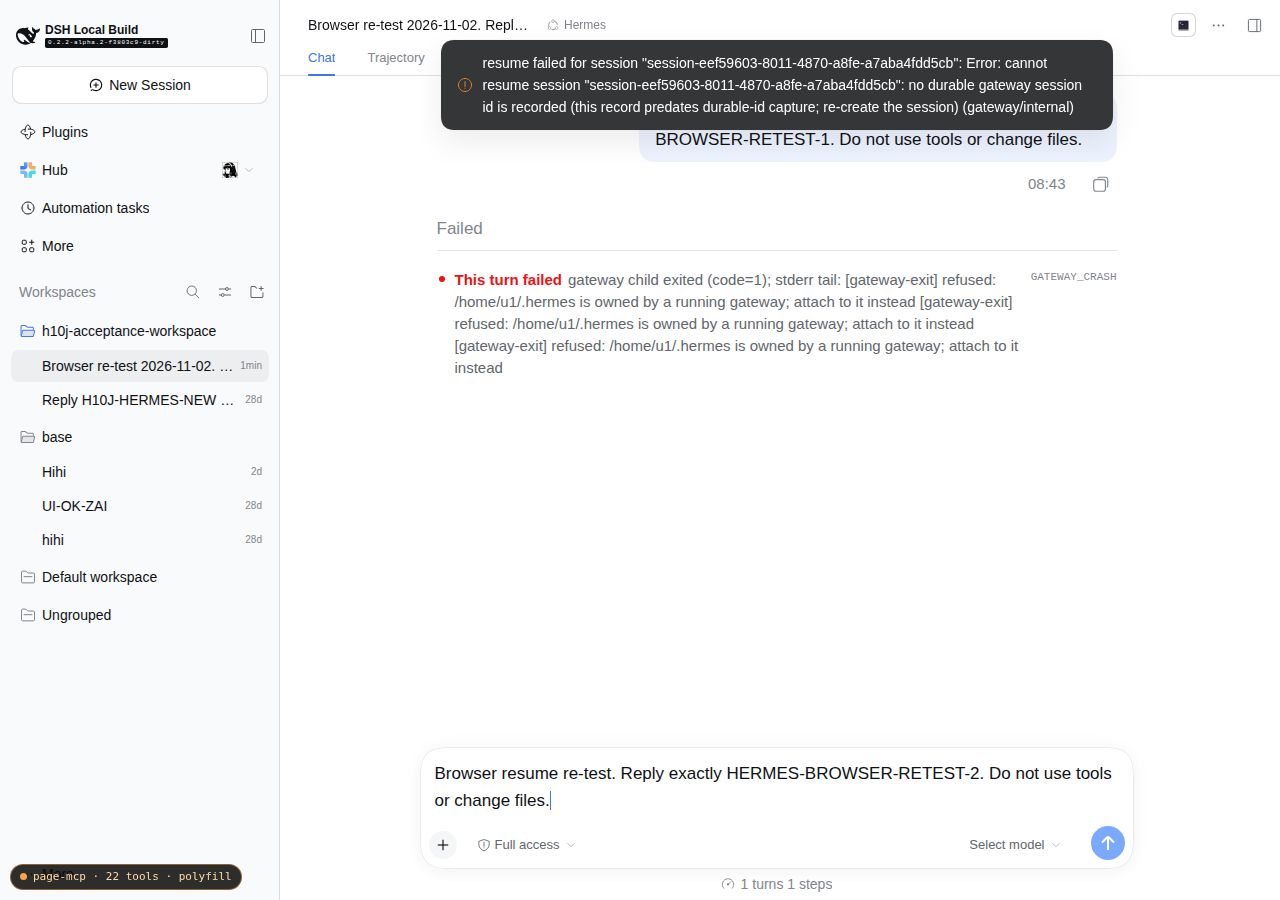 DSH Local Build
0.2.2-alpha.2-f3803c9-dirty
New Session
Plugins
Hub
Automation tasks
More
Workspaces
h10j-acceptance-workspace
Browser re-test 2026-11-02. … 1min
Reply H10J-HERMES-NEW … 28d
base
Hihi 2d
UI-OK-ZAI 28d
hihi 28d
Default workspace
Ungrouped
page-mcp · 22 tools · polyfill
Browser re-test 2026-11-02. Repl… Hermes
Chat Trajectory
resume failed for session "session-eef59603-8011-4870-a8fe-a7aba4fdd5cb": Error: cannot
resume session "session-eef59603-8011-4870-a8fe-a7aba4fdd5cb": no durable gateway session
id is recorded (this record predates durable-id capture; re-create the session) (gateway/internal)
BROWSER-RETEST-1. Do not use tools or change files.
08:43
Failed
This turn failed gateway child exited (code=1); stderr tail: [gateway-exit] refused: GATEWAY_CRASH
/home/u1/.hermes is owned by a running gateway; attach to it instead [gateway-exit]
refused: /home/u1/.hermes is owned by a running gateway; attach to it instead
[gateway-exit] refused: /home/u1/.hermes is owned by a running gateway; attach to it
instead
Browser resume re-test. Reply exactly HERMES-BROWSER-RETEST-2. Do not use tools
or change files.
Full access Select model
1 turns 1 steps